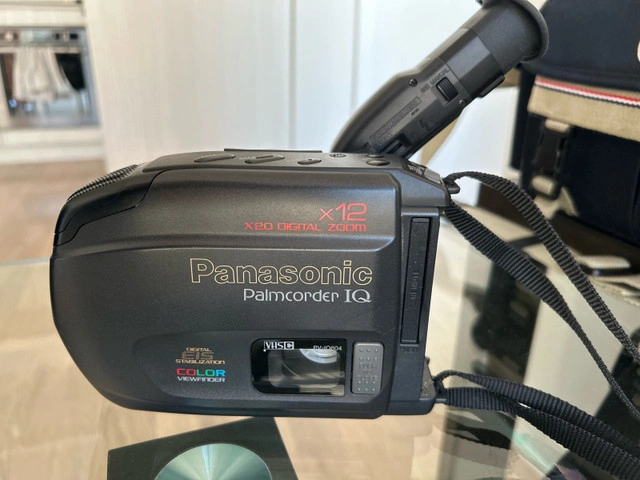 x12
x20 DIGITAL ZOOM
Panasonic
Palmcorder IQ
DIGITAL
EIS
STABILIZATION
COLOR
VIEWFINDER
VHS C PV-IQ604